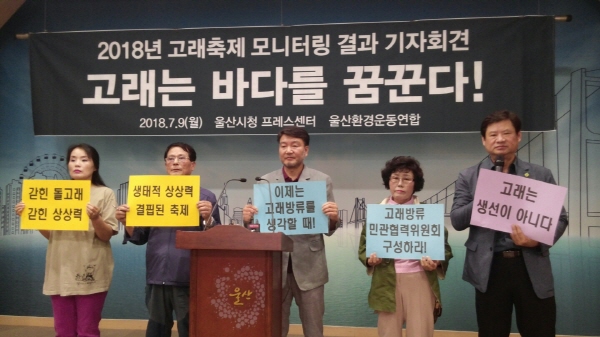 2018년 고래축제 모니터링 결과 기자회견
고래는 바다를 꿈꾼다!
2018.7.9(월) 울산시청 프레스센터 울산환경운동연합
갇힌 돌고래
갇힌 상상력
생태적 상상력
결핍된 축제
이제는
고래방류를
생각할 때!
고래방류
민관협력위원회
구성하라!
고래는
생선이 아니다
울산